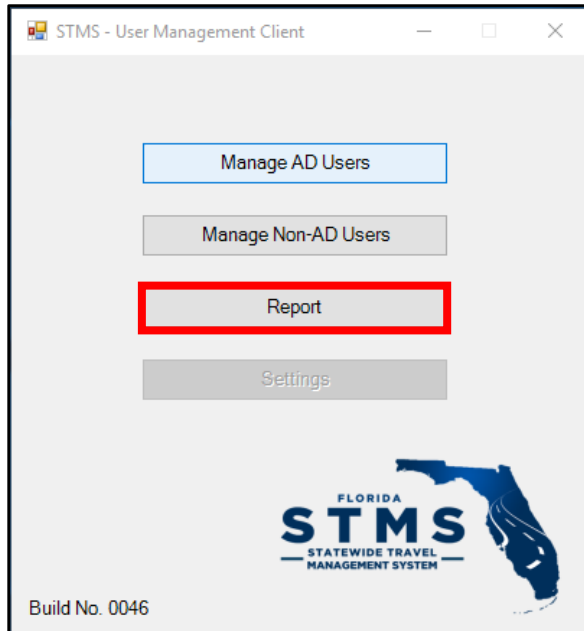 STMS - User Management Client
Manage AD Users
Manage Non-AD Users
Report
Settings
FLORIDA
STMS
STATEWIDE TRAVEL
MANAGEMENT SYSTEM
Build No. 0046